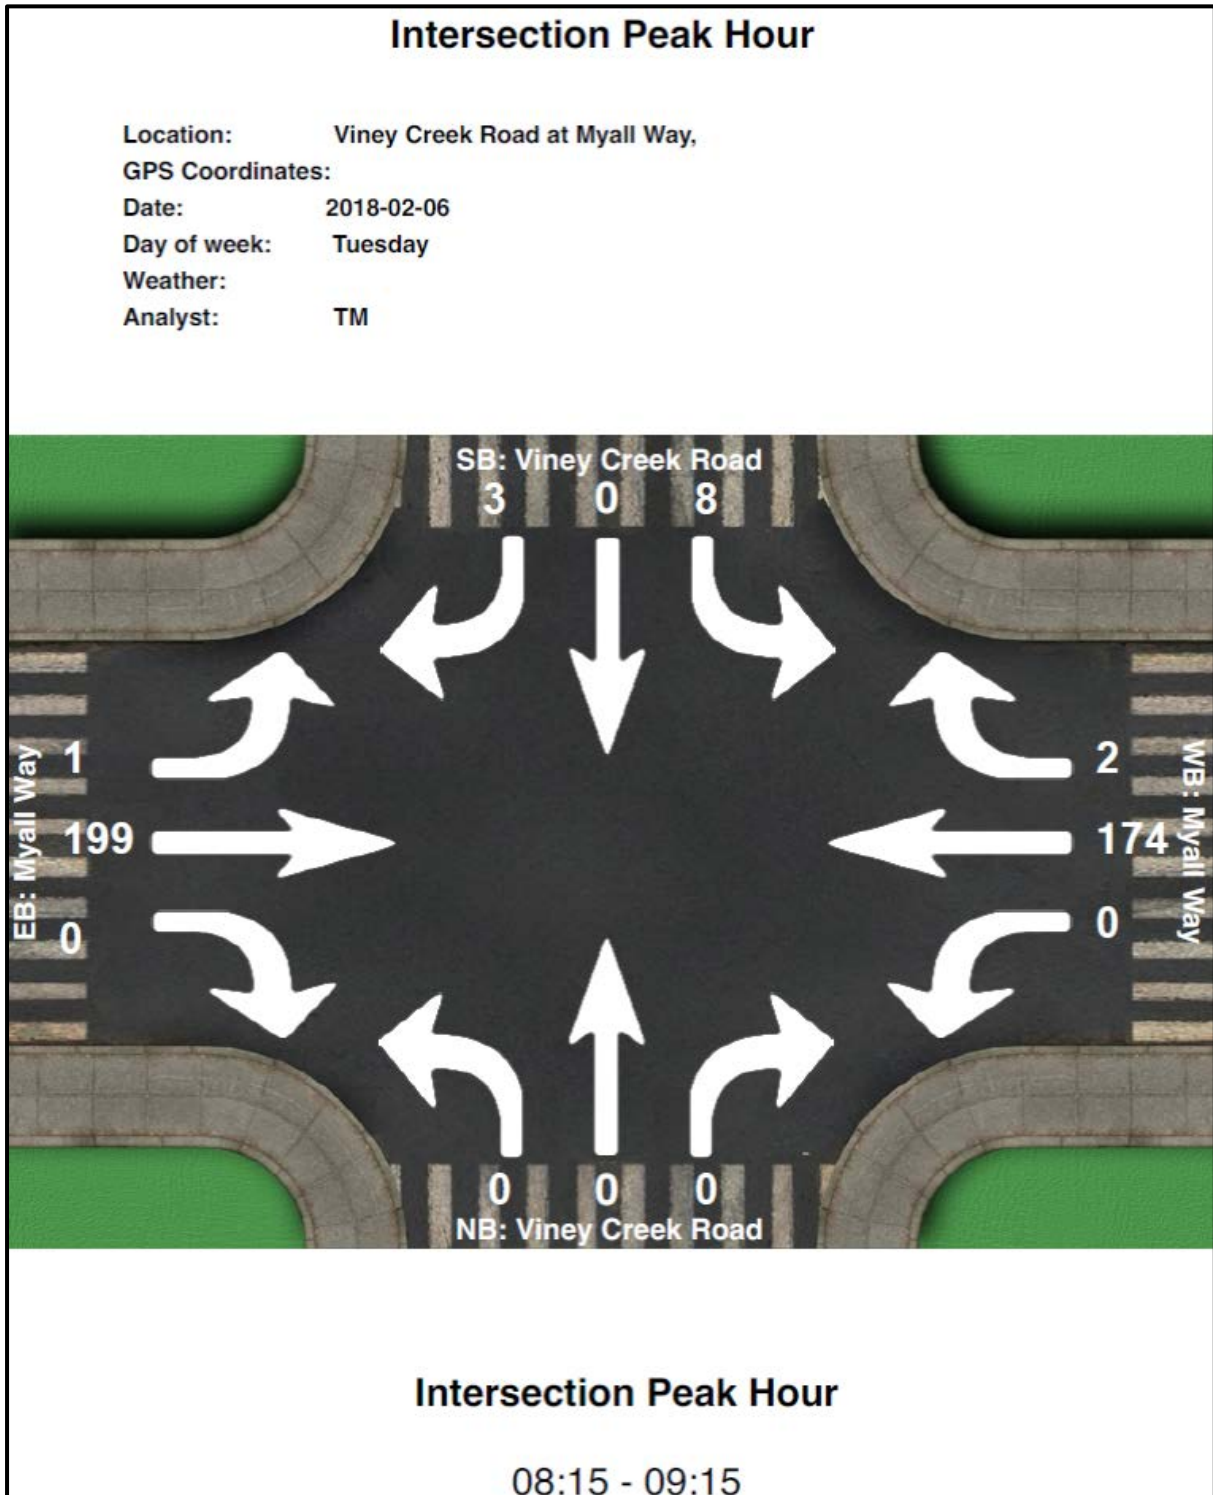 Intersection Peak Hour
Location: Viney Creek Road at Myall Way,
GPS Coordinates:
Date: 2018-02-06
Day of week: Tuesday
Weather:
Analyst: TM
SB: Viney Creek Road
3 0 8
EB: Myall Way
1
199
0
2
174
0
WB: Myall Way
0 0 0
NB: Viney Creek Road
Intersection Peak Hour
08:15 - 09:15